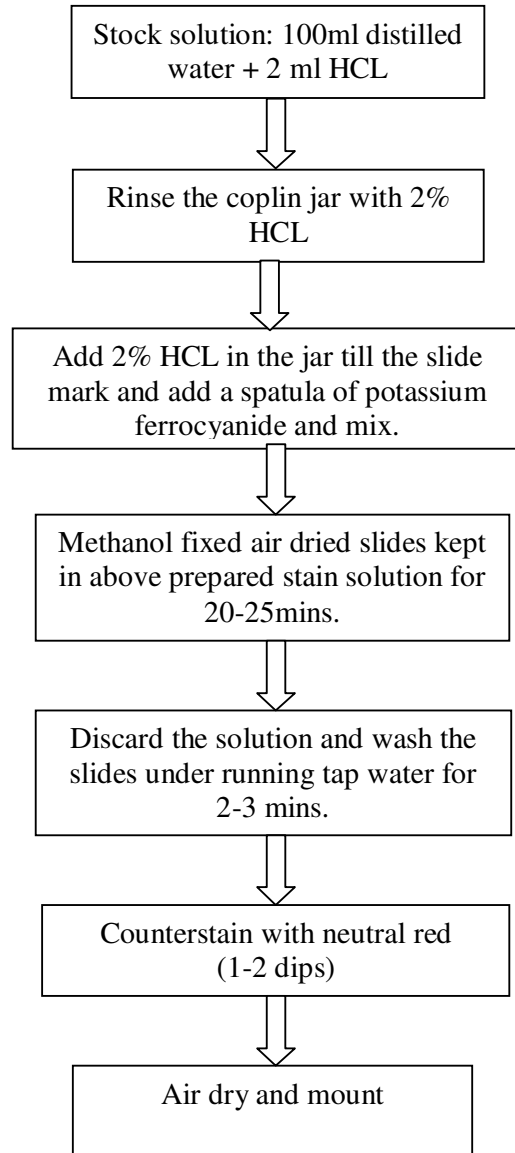 Stock solution: 100ml distilled
water + 2 ml HCL
Rinse the coplin jar with 2%
HCL
Add 2% HCL in the jar till the slide
mark and add a spatula of potassium
ferrocyanide and mix.
Methanol fixed air dried slides kept
in above prepared stain solution for
20-25mins.
Discard the solution and wash the
slides under running tap water for
2-3 mins.
Counterstain with neutral red
(1-2 dips)
Air dry and mount